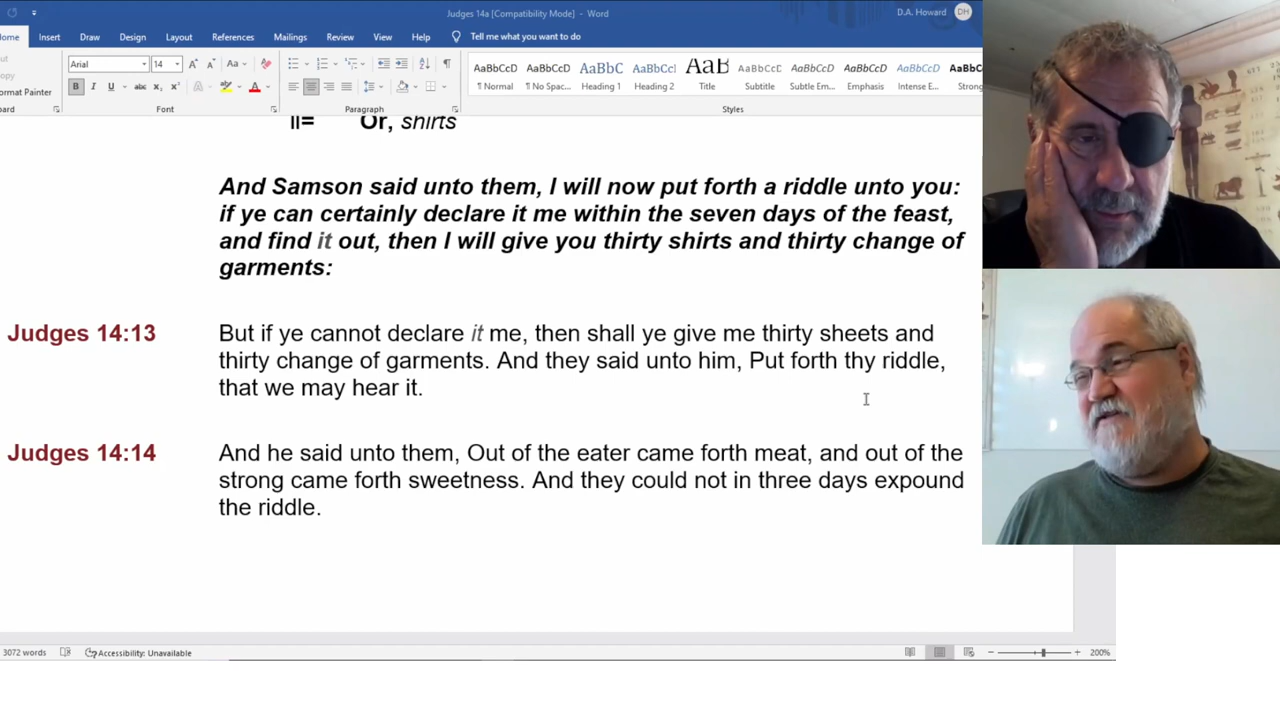 Judges 14a [Compatibility Mode] - Word
D.A. Howard DH
Home Insert Draw Design Layout References Mailings Review View Help Tell me what you want to do
Arial 14 Aa
Format Painter
B I U abc x₂ x² A A
AaBbCcD AaBbCcD AaBbC AaBbCcI AaB AaBbCcD AaBbCcD AaBbCcD AaBbCcD AaBbCc
¶ Normal ¶ No Spac... Heading 1 Heading 2 Title Subtitle Subtle Em... Emphasis Intense E... Strong
Font Paragraph Styles
||= Or, shirts
And Samson said unto them, I will now put forth a riddle unto you:
if ye can certainly declare it me within the seven days of the feast,
and find it out, then I will give you thirty shirts and thirty change of
garments:
Judges 14:13 But if ye cannot declare it me, then shall ye give me thirty sheets and
thirty change of garments. And they said unto him, Put forth thy riddle,
that we may hear it.
Judges 14:14 And he said unto them, Out of the eater came forth meat, and out of the
strong came forth sweetness. And they could not in three days expound
the riddle.
3072 words Accessibility: Unavailable 200%